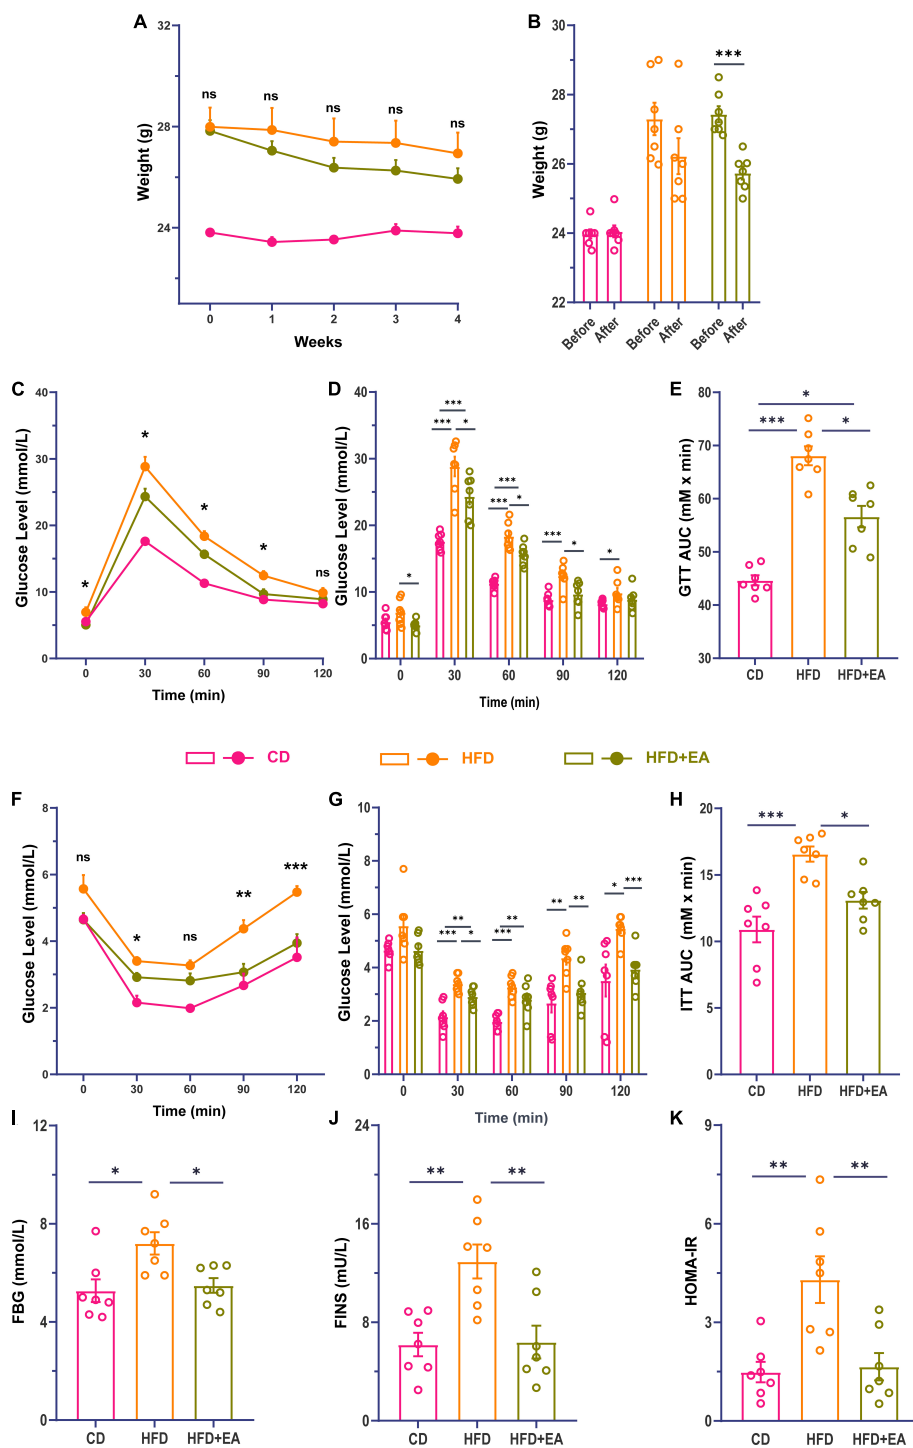 A
Weight (g)
32
28
24
ns
ns
ns
ns
ns
0 1 2 3 4
Weeks
B
Weight (g)
30
28
26
24
22
***
Before After Before After Before After
C
Glucose Level (mmol/L)
40
30
20
10
0
*
*
*
*
ns
0 30 60 90 120
Time (min)
D
Glucose Level (mmol/L)
40
30
20
10
0
*
***
*** *
***
*** *
*** *
*
0 30 60 90 120
Time (min)
E
GTT AUC (mM x min)
80
70
60
50
40
30
*
*** *
CD HFD HFD+EA
CD HFD HFD+EA
F
Glucose Level (mmol/L)
8
6
4
2
0
ns
*
ns
**
***
0 30 60 90 120
Time (min)
G
Glucose Level (mmol/L)
10
8
6
4
2
0
**
*** *
**
***
** **
* ***
0 30 60 90 120
Time (min)
H
ITT AUC (mM x min)
20
15
10
5
0
*** *
CD HFD HFD+EA
I
FBG (mmol/L)
12
8
4
0
* *
CD HFD HFD+EA
J
FINS (mU/L)
24
16
8
0
** **
CD HFD HFD+EA
K
HOMA-IR
9
6
3
0
** **
CD HFD HFD+EA